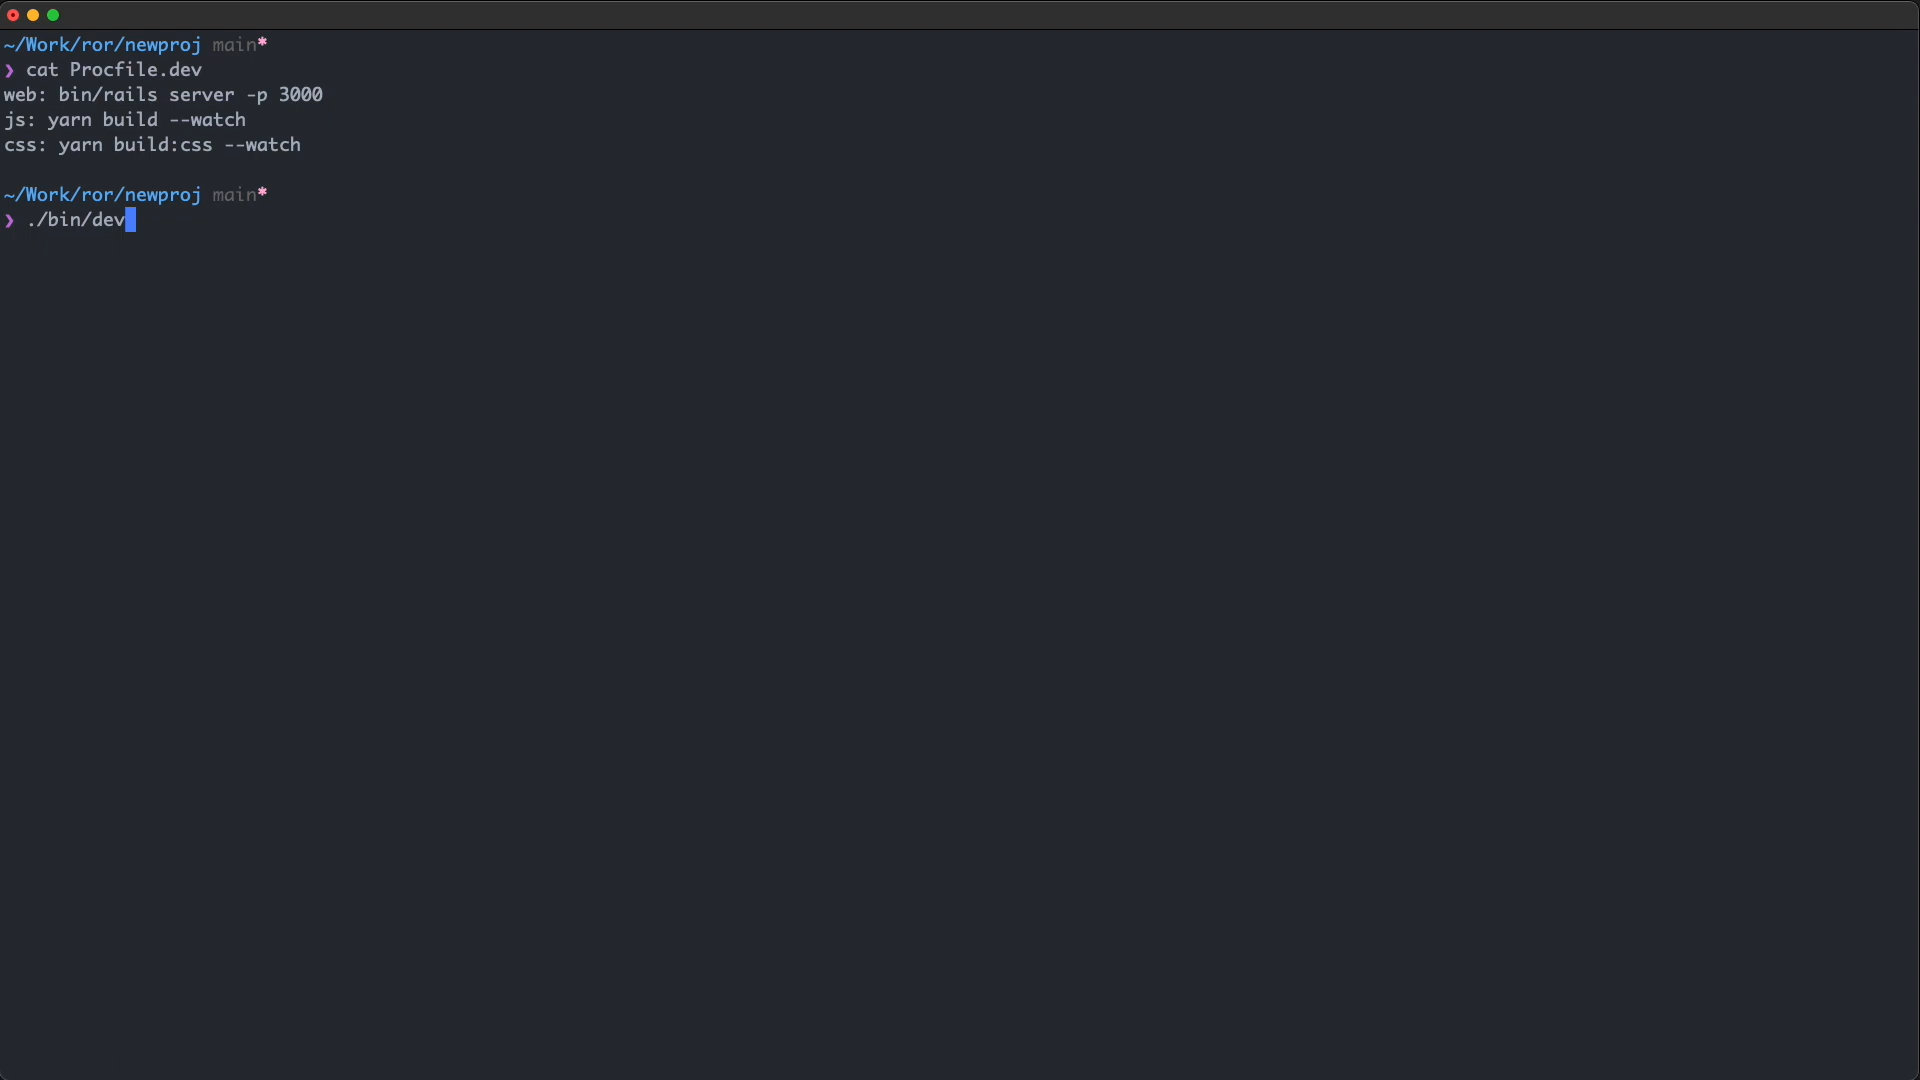 ~/Work/ror/newproj main*
❯ cat Procfile.dev
web: bin/rails server -p 3000
js: yarn build --watch
css: yarn build:css --watch
~/Work/ror/newproj main*
❯ ./bin/dev